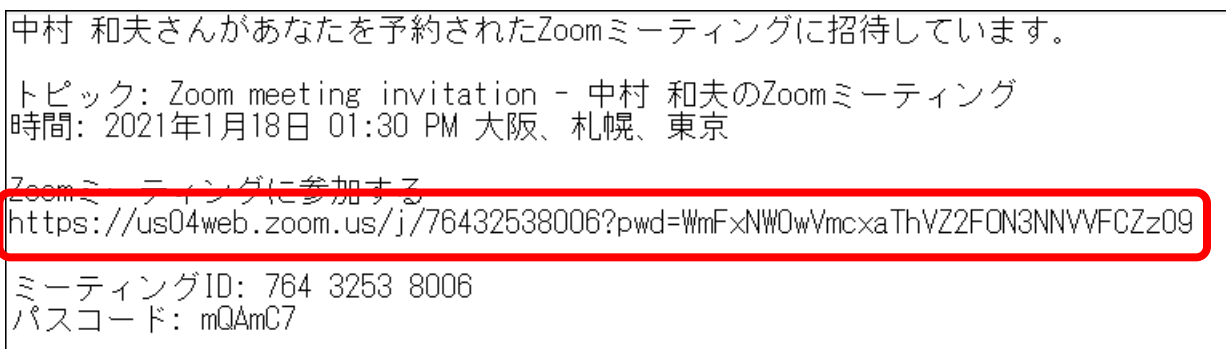 中村 和夫さんがあなたを予約されたZoomミーティングに招待しています。
トピック: Zoom meeting invitation - 中村 和夫のZoomミーティング
時間: 2021年1月18日 01:30 PM 大阪、札幌、東京
Zoomミーティングに参加する
https://us04web.zoom.us/j/76432538006?pwd=WmFxNW0wVmcxaThVZ2FON3NNVVFCZz09
ミーティングID: 764 3253 8006
パスコード: mQAmC7